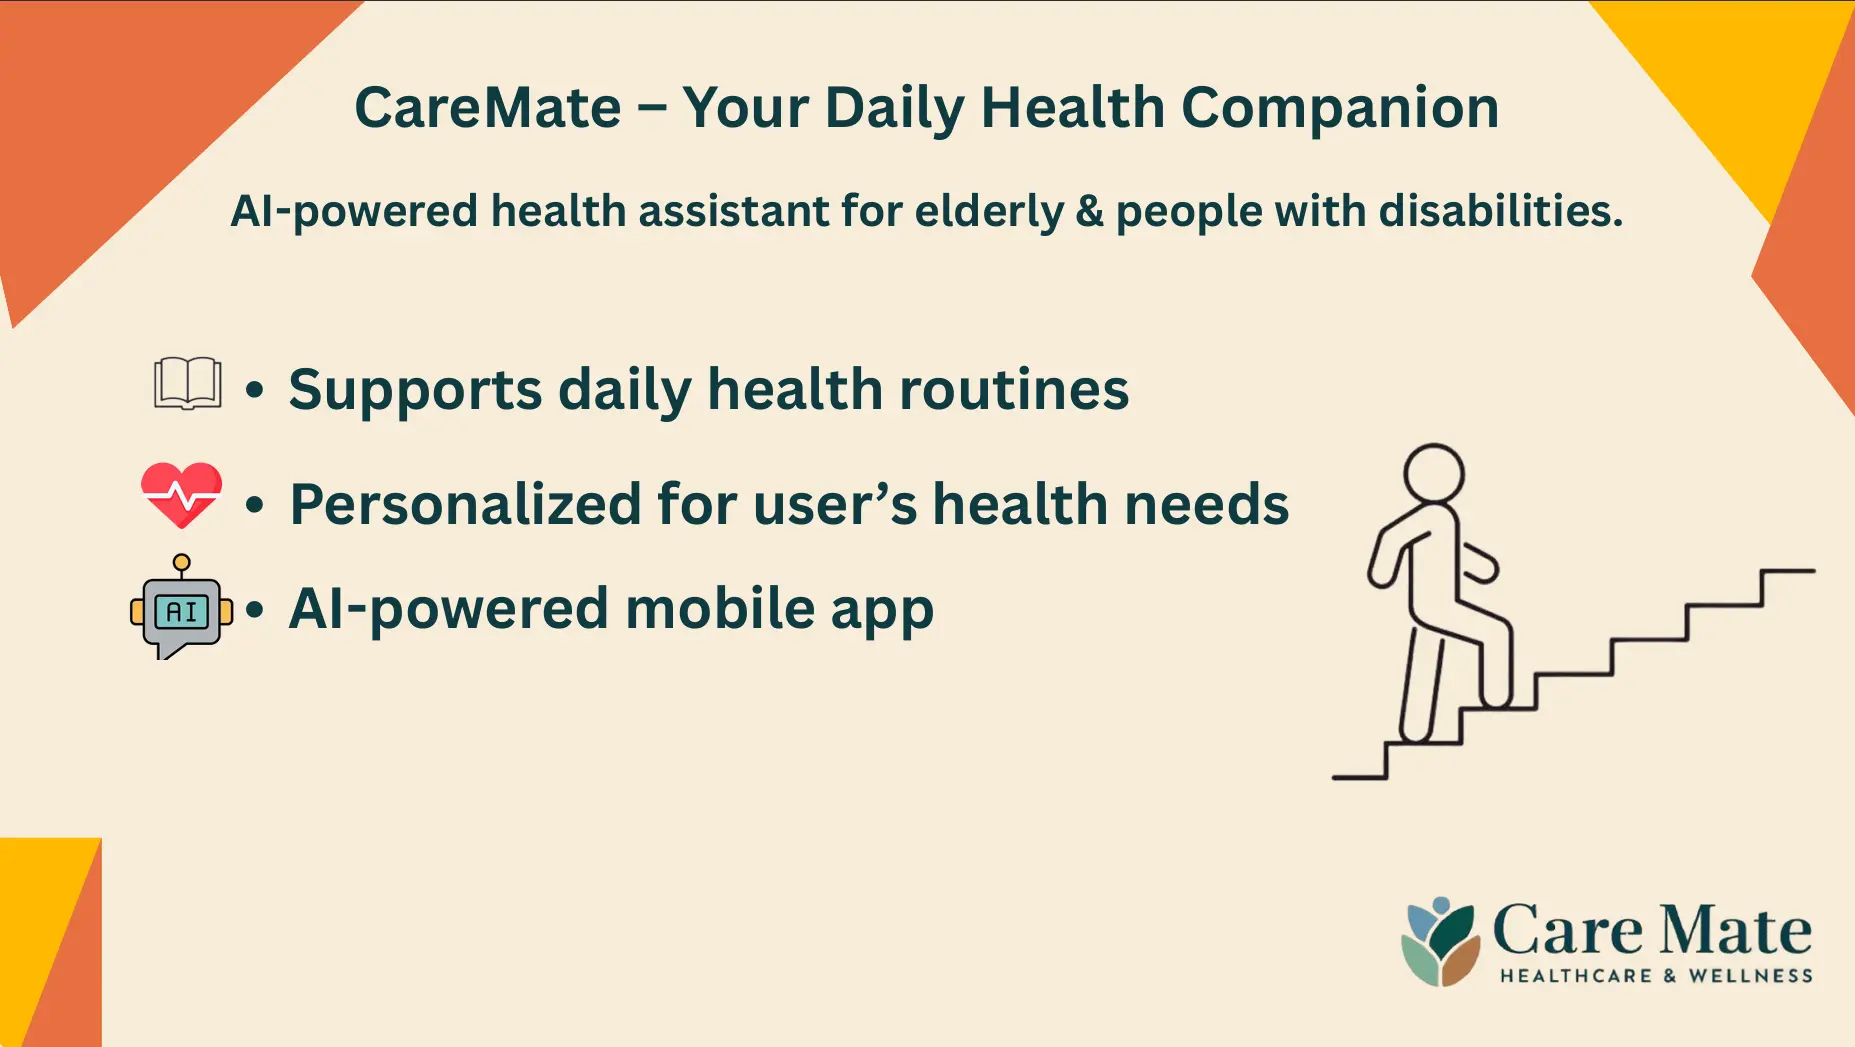 CareMate – Your Daily Health Companion
AI-powered health assistant for elderly & people with disabilities.
• Supports daily health routines
• Personalized for user’s health needs
AI
• AI-powered mobile app
Care Mate
HEALTHCARE & WELLNESS